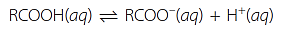 RCOOH(aq) ⇌ RCOO⁻(aq) + H⁺(aq)